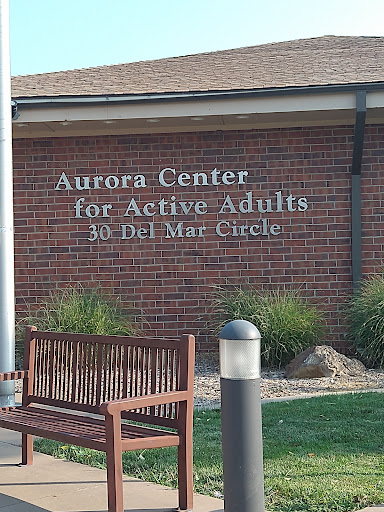 Aurora Center
for Active Adults
30 Del Mar Circle